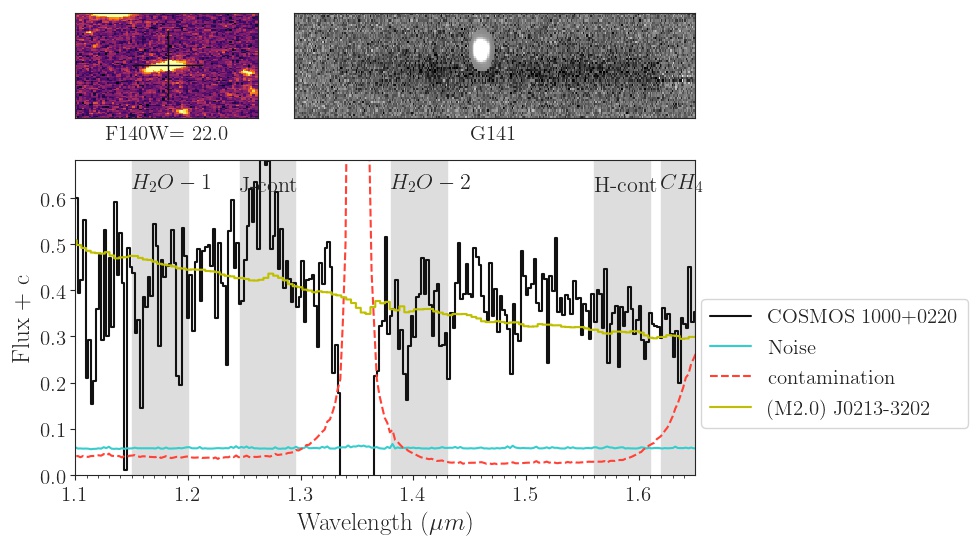 F140W= 22.0
G141
H₂O − 1
J-cont
H₂O − 2
H-cont
CH₄
0.6
0.5
0.4
0.3
0.2
0.1
0.0
Flux + c
1.1
1.2
1.3
1.4
1.5
1.6
Wavelength (μm)
COSMOS 1000+0220
Noise
contamination
(M2.0) J0213-3202